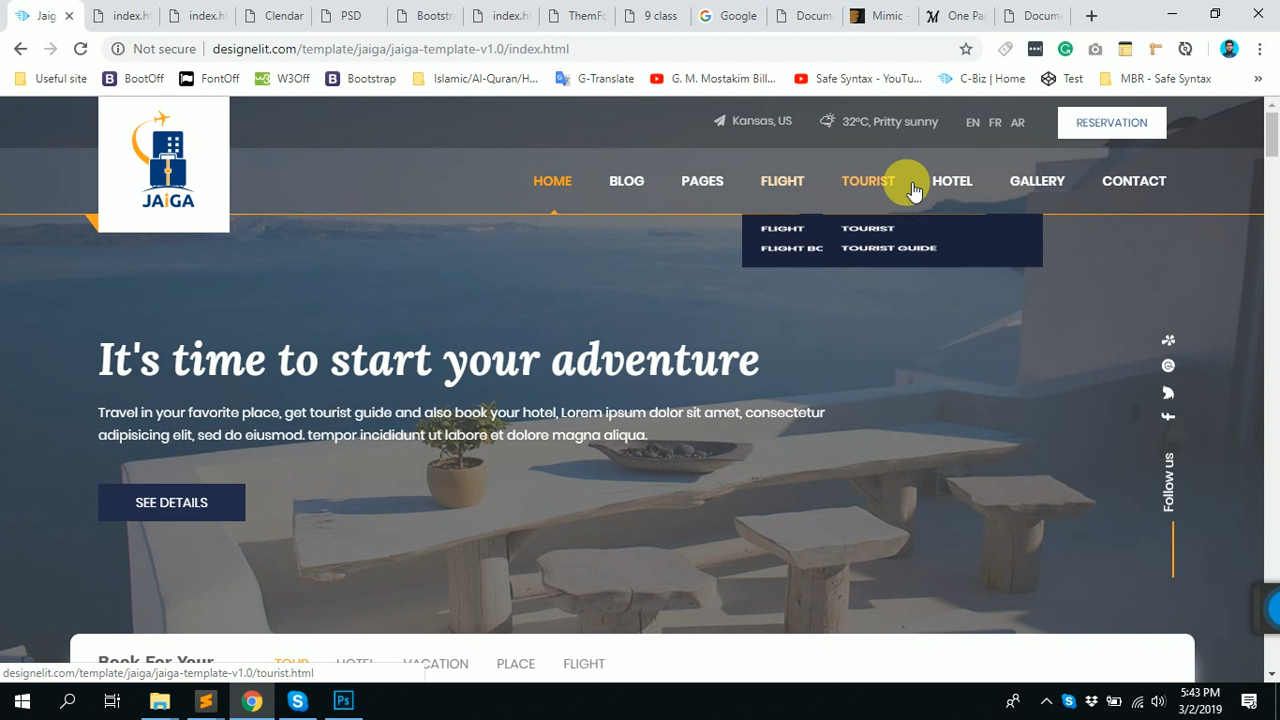 Jaig
index.h
index.h
Clendar
PSD
Bootst
index.h
ThemFo
9 class
Google
Docum
Mimic -
One Pa
Docum
Not secure
designelit.com/template/jaiga/jaiga-template-v1.0/index.html
Useful site
BootOff
FontOff
W3Off
Bootstrap
Islamic/Al-Quran/H...
G-Translate
G. M. Mostakim Bill...
Safe Syntax - YouTu...
C-Biz | Home
Test
MBR - Safe Syntax
»
Kansas, US
32°C, Pritty sunny
EN FR AR
RESERVATION
JAiGA
HOME
BLOG
PAGES
FLIGHT
TOURIST
HOTEL
GALLERY
CONTACT
FLIGHT
TOURIST
FLIGHT BC
TOURIST GUIDE
It's time to start your adventure
Travel in your favorite place, get tourist guide and also book your hotel, Lorem ipsum dolor sit amet, consectetur
adipisicing elit, sed do eiusmod. tempor incididunt ut labore et dolore magna aliqua.
SEE DETAILS
Follow us
Book For Your
TOUR
HOTEL
VACATION
PLACE
FLIGHT
designelit.com/template/jaiga/jaiga-template-v1.0/tourist.html
Ps
5:43 PM
3/2/2019